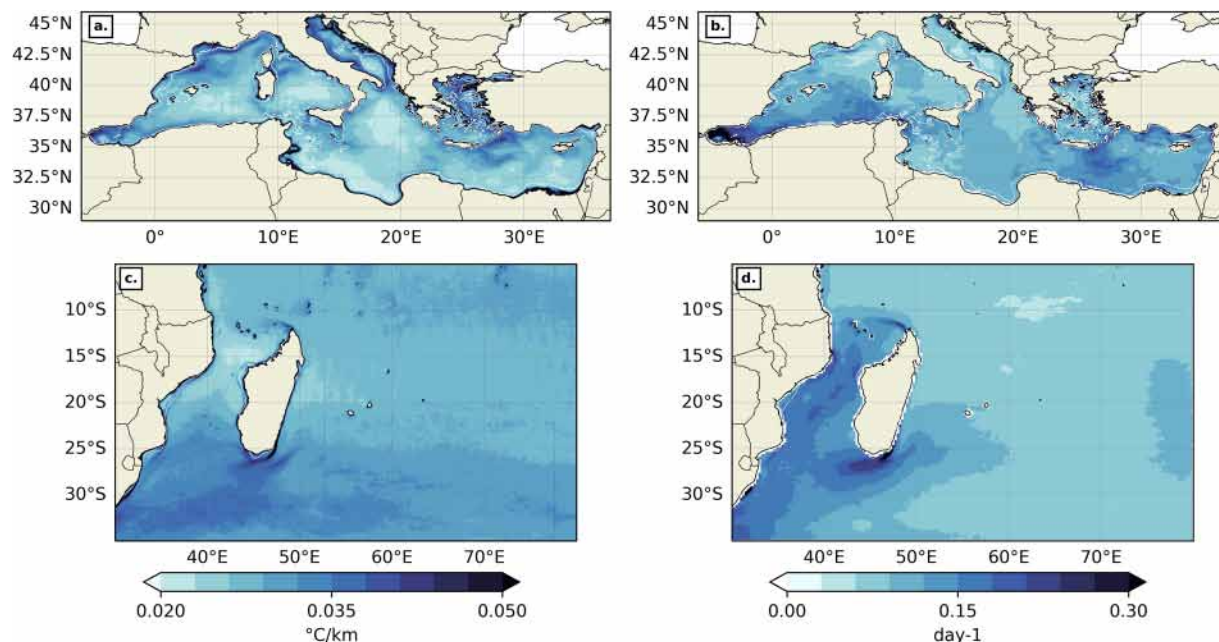 a.
45°N
42.5°N
40°N
37.5°N
35°N
32.5°N
30°N
0°
10°E
20°E
30°E
b.
45°N
42.5°N
40°N
37.5°N
35°N
32.5°N
30°N
0°
10°E
20°E
30°E
c.
10°S
15°S
20°S
25°S
30°S
40°E
50°E
60°E
70°E
d.
10°S
15°S
20°S
25°S
30°S
40°E
50°E
60°E
70°E
0.020
0.035
0.050
°C/km
0.00
0.15
0.30
day-1